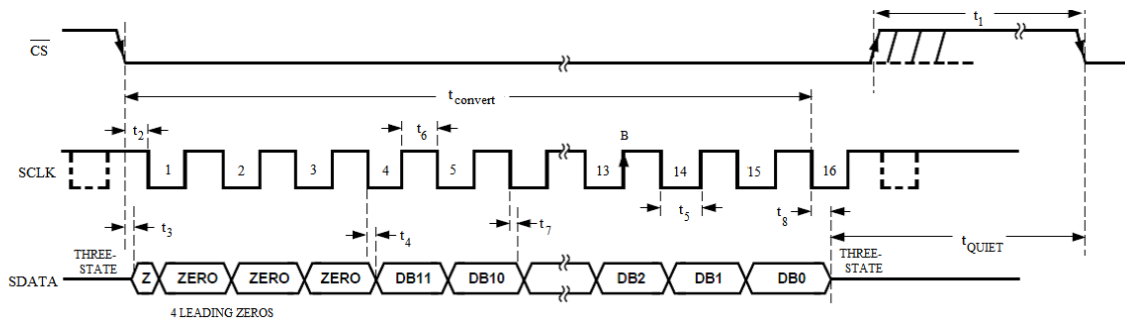 t1
CS
tconvert
t2
t6
B
SCLK
1 2 3 4 5 13 14 15 16
t3
t4
t7
t5
t8
tQUIET
THREE-
STATE
THREE-
STATE
SDATA
Z ZERO ZERO ZERO DB11 DB10 DB2 DB1 DB0
4 LEADING ZEROS